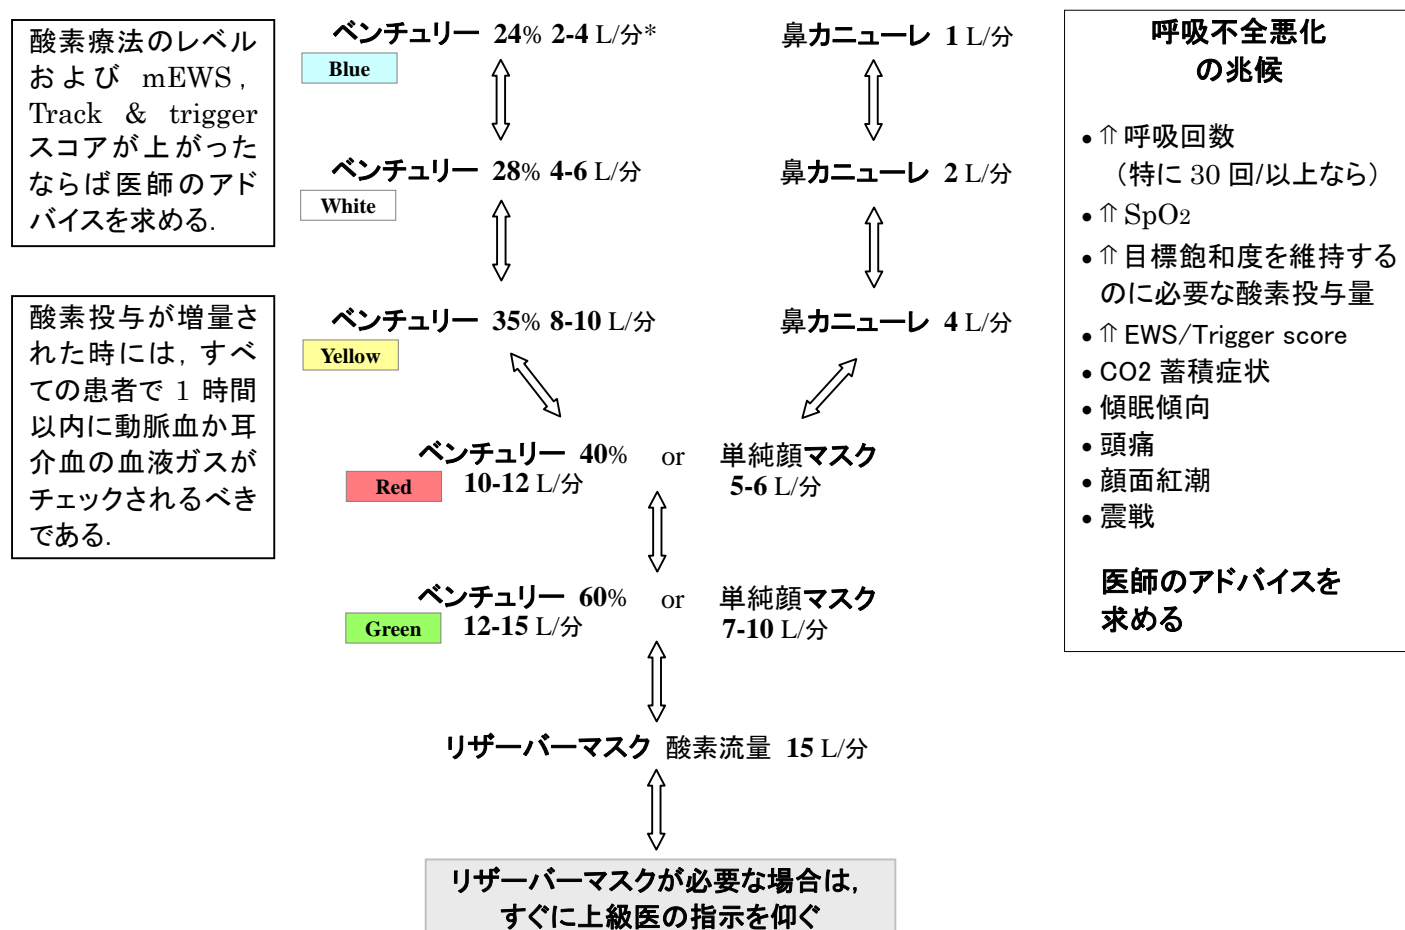 酸素療法のレベル
および mEWS,
Track & trigger
スコアが上がった
ならば医師のアド
バイスを求める.
酸素投与が増量さ
れた時には, すべ
ての患者で 1 時間
以内に動脈血か耳
介血の血液ガスが
チェックされるべき
である.
ベンチュリー 24% 2-4 L/分*
Blue
鼻カニューレ 1 L/分
ベンチュリー 28% 4-6 L/分
White
鼻カニューレ 2 L/分
ベンチュリー 35% 8-10 L/分
Yellow
鼻カニューレ 4 L/分
ベンチュリー 40% or 単純顔マスク
Red 10-12 L/分 5-6 L/分
ベンチュリー 60% or 単純顔マスク
Green 12-15 L/分 7-10 L/分
リザーバーマスク 酸素流量 15 L/分
リザーバーマスクが必要な場合は,
すぐに上級医の指示を仰ぐ
呼吸不全悪化
の兆候
• ⇑ 呼吸回数
（特に 30 回/以上なら）
• ⇑ SpO2
• ⇑ 目標飽和度を維持する
のに必要な酸素投与量
• ⇑ EWS/Trigger score
• CO2 蓄積症状
• 傾眠傾向
• 頭痛
• 顔面紅潮
• 震戦
医師のアドバイスを
求める